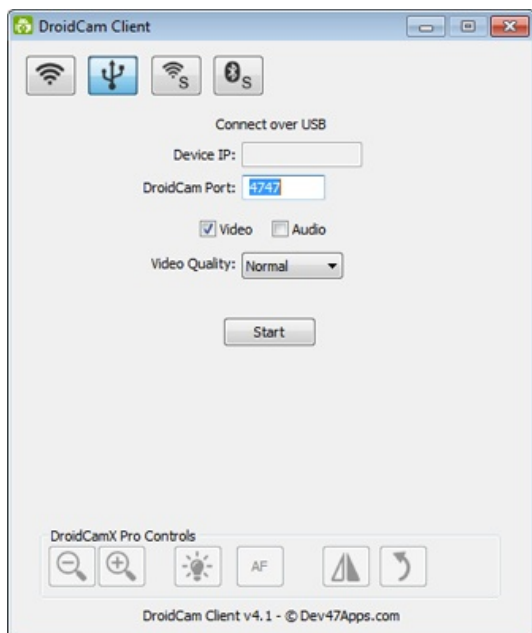 DroidCam Client
S
S
Connect over USB
Device IP:
DroidCam Port: 4747
Video Audio
Video Quality: Normal
Start
DroidCamX Pro Controls
AF
DroidCam Client v4.1 - © Dev47Apps.com